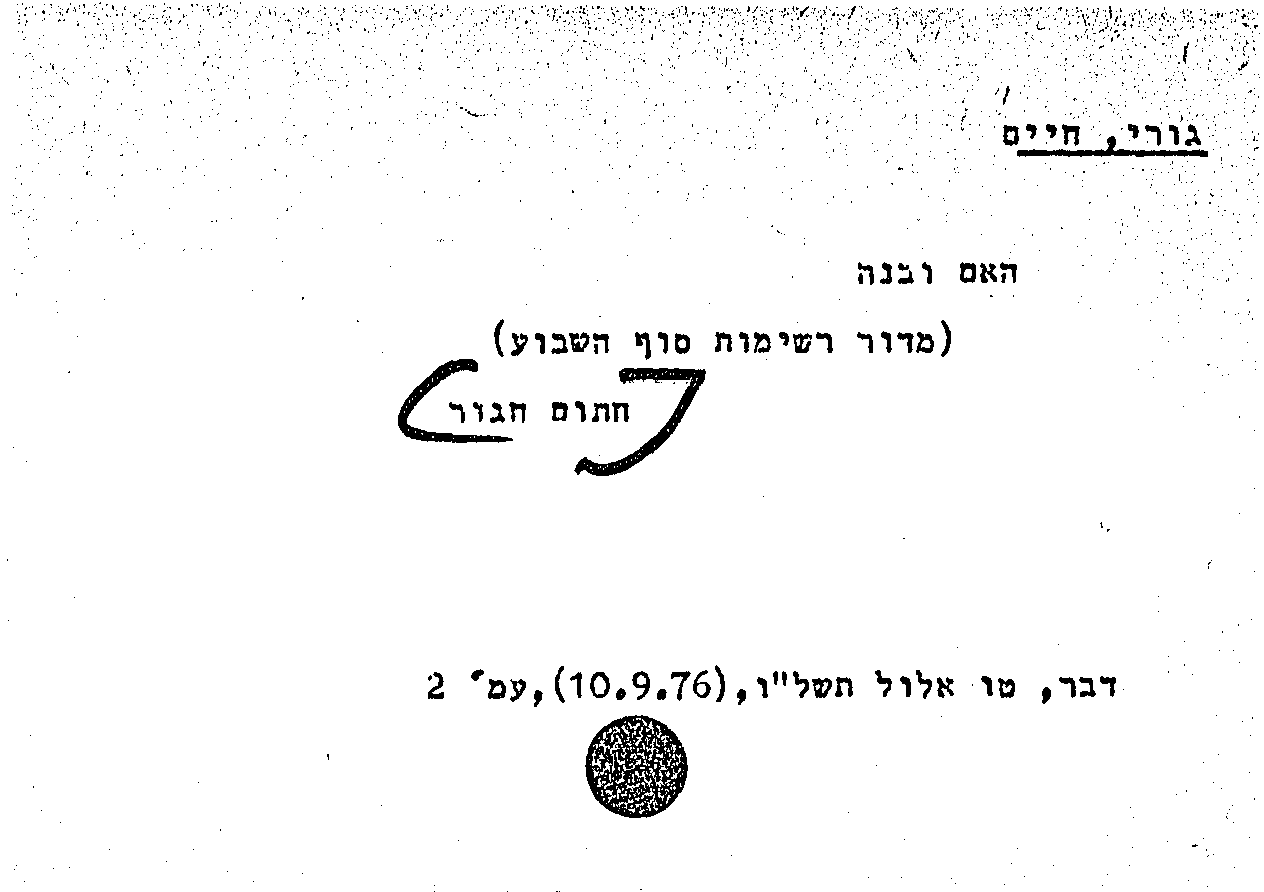 גורי, חיים
האם ובנה
(מדור רשימות סוף השבוע)
חתום חגור
דבר, טו אלול תשל"ו,(10.9.76),עמ' 2